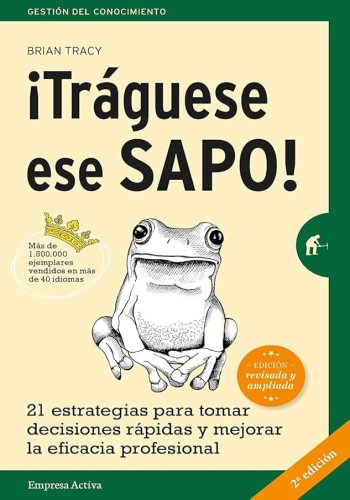 GESTIÓN DEL CONOCIMIENTO
BRIAN TRACY
¡Tráguese
ese SAPO!
Más de
1.800.000
ejemplares
vendidos en más
de 40 idiomas
EDICIÓN
revisada y
ampliada
21 estrategias para tomar
decisiones rápidas y mejorar
la eficacia profesional
2ª edición
Empresa Activa